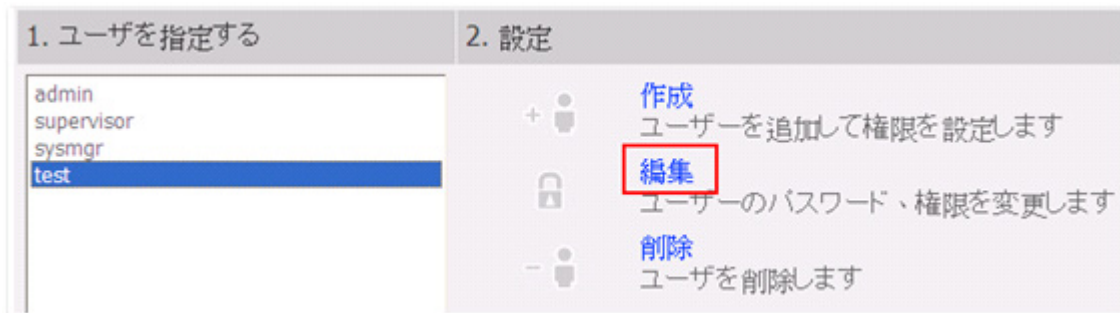 1. ユーザを指定する
2. 設定
admin
supervisor
sysmgr
test
作成
ユーザーを追加して権限を設定します
編集
ユーザーのパスワード、権限を変更します
削除
ユーザを削除します